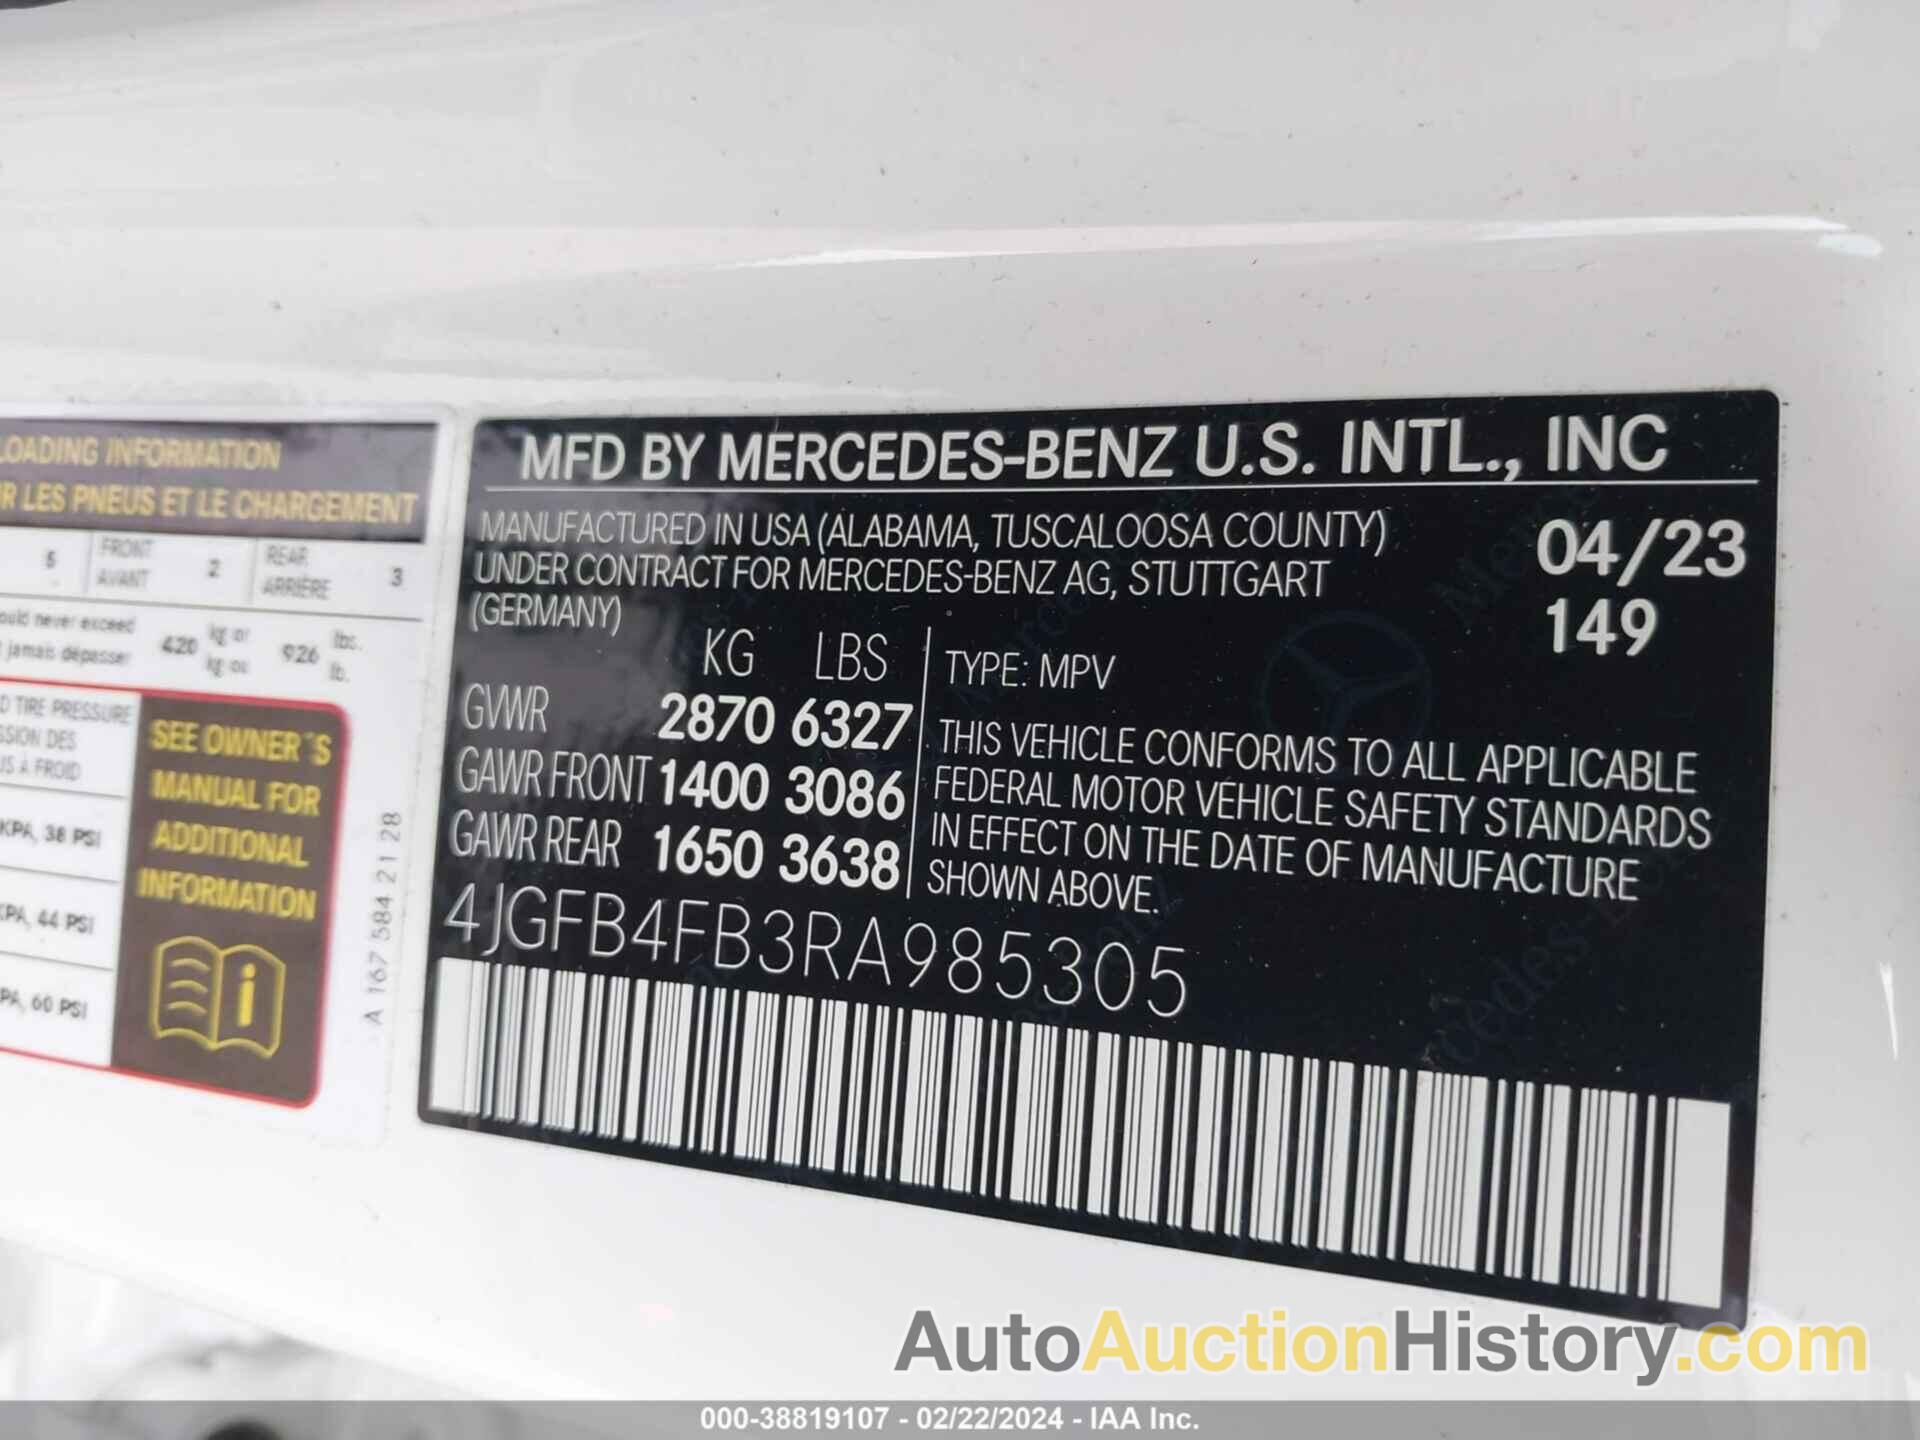 LOADING INFORMATION
R LES PNEUS ET LE CHARGEMENT
5 FRONT AVANT 2 REAR ARRIÈRE 3
ould never exceed 420 kg or 926 lbs.
jamais dépasser kg ou lb.
D TIRE PRESSURE
SSION DES
US À FROID
KPA, 38 PSI
KPA, 44 PSI
KPA, 60 PSI
SEE OWNER´S
MANUAL FOR
ADDITIONAL
INFORMATION
A 167 584 21 28
MFD BY MERCEDES-BENZ U.S. INTL., INC
MANUFACTURED IN USA (ALABAMA, TUSCALOOSA COUNTY)
UNDER CONTRACT FOR MERCEDES-BENZ AG, STUTTGART
(GERMANY)
04/23
149
KG LBS
GVWR 2870 6327
GAWR FRONT 1400 3086
GAWR REAR 1650 3638
TYPE: MPV
THIS VEHICLE CONFORMS TO ALL APPLICABLE
FEDERAL MOTOR VEHICLE SAFETY STANDARDS
IN EFFECT ON THE DATE OF MANUFACTURE
SHOWN ABOVE.
4JGFB4FB3RA985305
AutoAuctionHistory.com
000-38819107 - 02/22/2024 - IAA Inc.